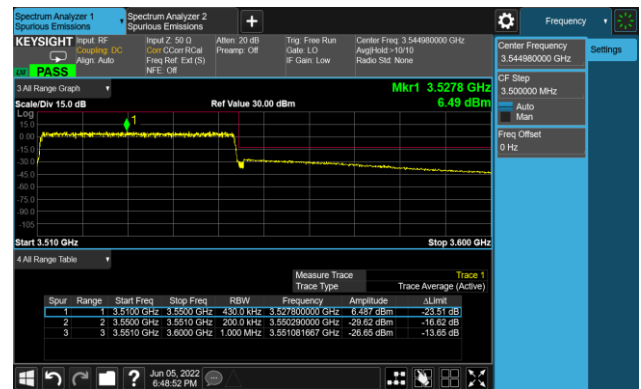 Spectrum Analyzer 1
Spurious Emissions
Spectrum Analyzer 2
Spurious Emissions
Frequency
KEYSIGHT
Input: RF
Coupling: DC
Align: Auto
Input Z: 50 Ω
Corr CCorr RCal
Freq Ref: Ext (S)
NFE: Off
Atten: 20 dB
Preamp: Off
Trig: Free Run
Gate: LO
IF Gain: Low
Center Freq: 3.544980000 GHz
Avg|Hold:>10/10
Radio Std: None
PASS
Center Frequency
3.544980000 GHz
Settings
CF Step
3.500000 MHz
Auto
Man
Freq Offset
0 Hz
3 All Range Graph
Mkr1 3.5278 GHz
6.49 dBm
Scale/Div 15.0 dB
Ref Value 30.00 dBm
Log
1
15.0
0.00
-15.0
-30.0
-45.0
-60.0
-75.0
-90.0
-105
Start 3.510 GHz
Stop 3.600 GHz
4 All Range Table
Measure Trace Trace 1
Trace Type Trace Average (Active)
Spur Range Start Freq Stop Freq RBW Frequency Amplitude ΔLimit
1 1 3.5100 GHz 3.5500 GHz 430.0 kHz 3.527800000 GHz 6.487 dBm -23.51 dB
2 2 3.5500 GHz 3.5510 GHz 200.0 kHz 3.550290000 GHz -29.62 dBm -16.62 dB
3 3 3.5510 GHz 3.6000 GHz 1.000 MHz 3.551081667 GHz -26.65 dBm -13.65 dB
Jun 05, 2022
6:48:52 PM